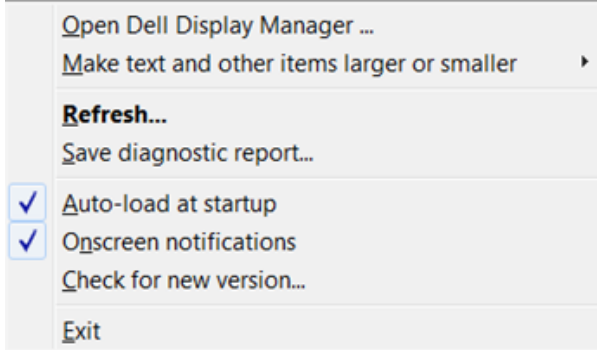 Open Dell Display Manager ...
Make text and other items larger or smaller
Refresh...
Save diagnostic report...
Auto-load at startup
Onscreen notifications
Check for new version...
Exit